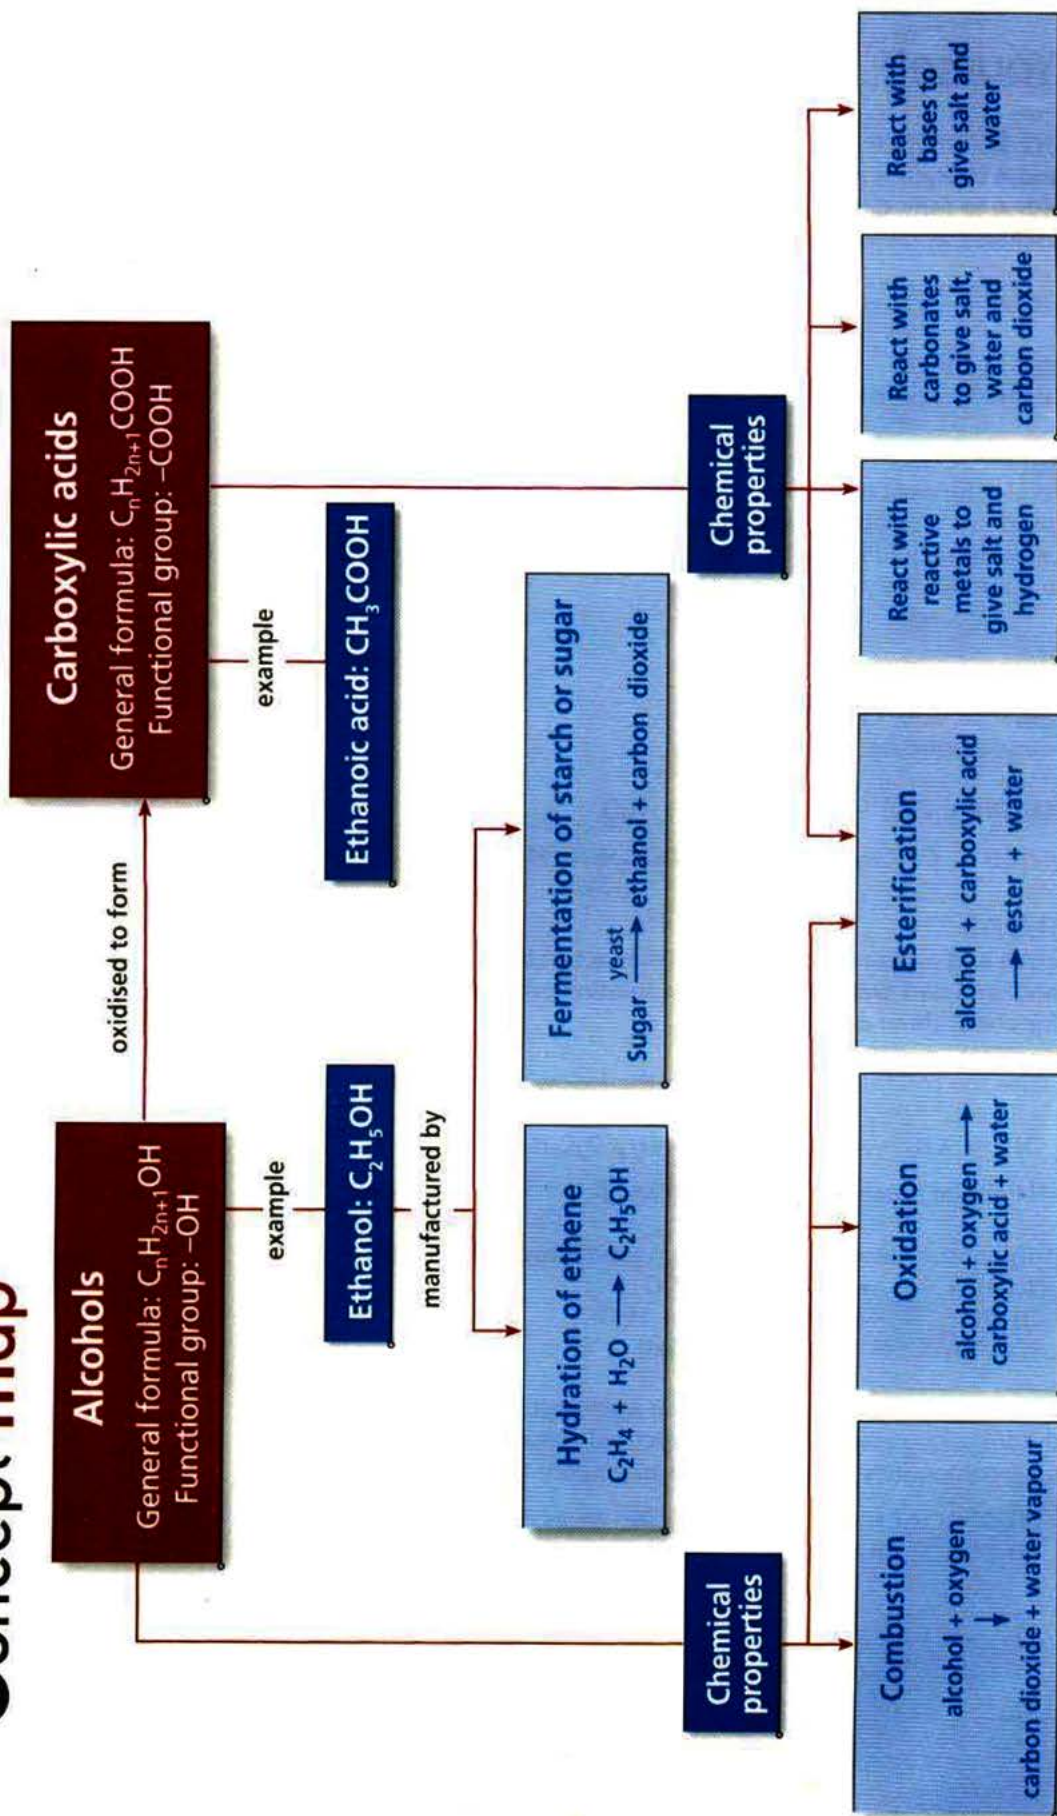 Concept map
Alcohols
General formula: CₙH₂ₙ₊₁OH
Functional group: –OH
oxidised to form
Carboxylic acids
General formula: CₙH₂ₙ₊₁COOH
Functional group: –COOH
example
Ethanol: C₂H₅OH
example
Ethanoic acid: CH₃COOH
manufactured by
Hydration of ethene
C₂H₄ + H₂O ⟶ C₂H₅OH
Fermentation of starch or sugar
yeast
Sugar ⟶ ethanol + carbon dioxide
Chemical
properties
Chemical
properties
Combustion
alcohol + oxygen
↓
carbon dioxide + water vapour
Oxidation
alcohol + oxygen ⟶
carboxylic acid + water
Esterification
alcohol + carboxylic acid
⟶ ester + water
React with
reactive
metals to
give salt and
hydrogen
React with
carbonates
to give salt,
water and
carbon dioxide
React with
bases to
give salt and
water